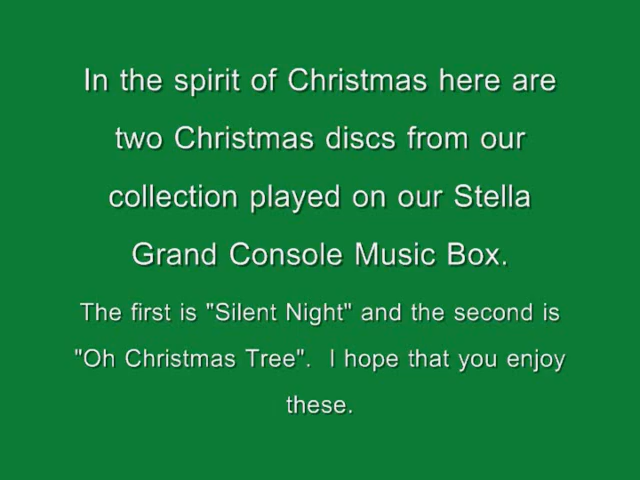 In the spirit of Christmas here are
two Christmas discs from our
collection played on our Stella
Grand Console Music Box.
The first is "Silent Night" and the second is
"Oh Christmas Tree".  I hope that you enjoy
these.